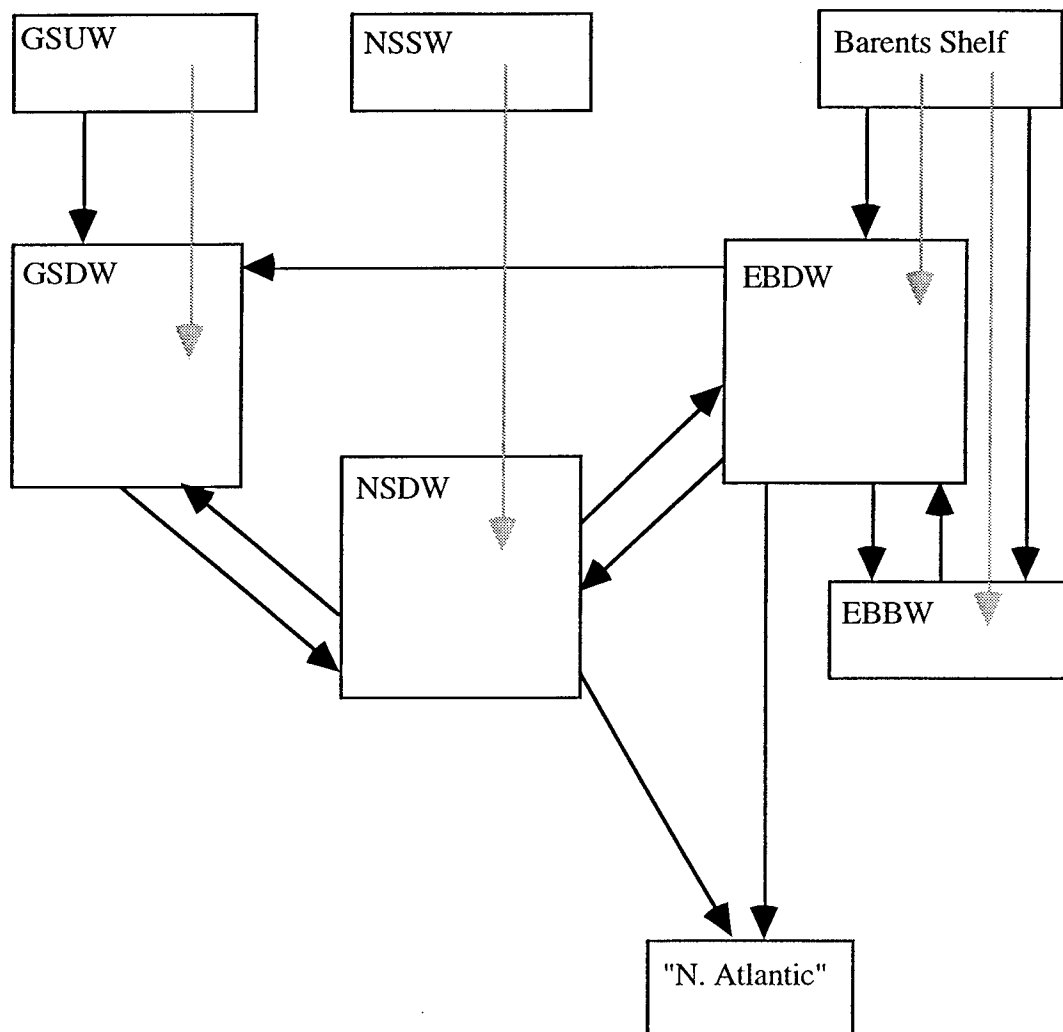 GSUW
NSSW
Barents Shelf
GSDW
EBDW
NSDW
EBBW
"N. Atlantic"